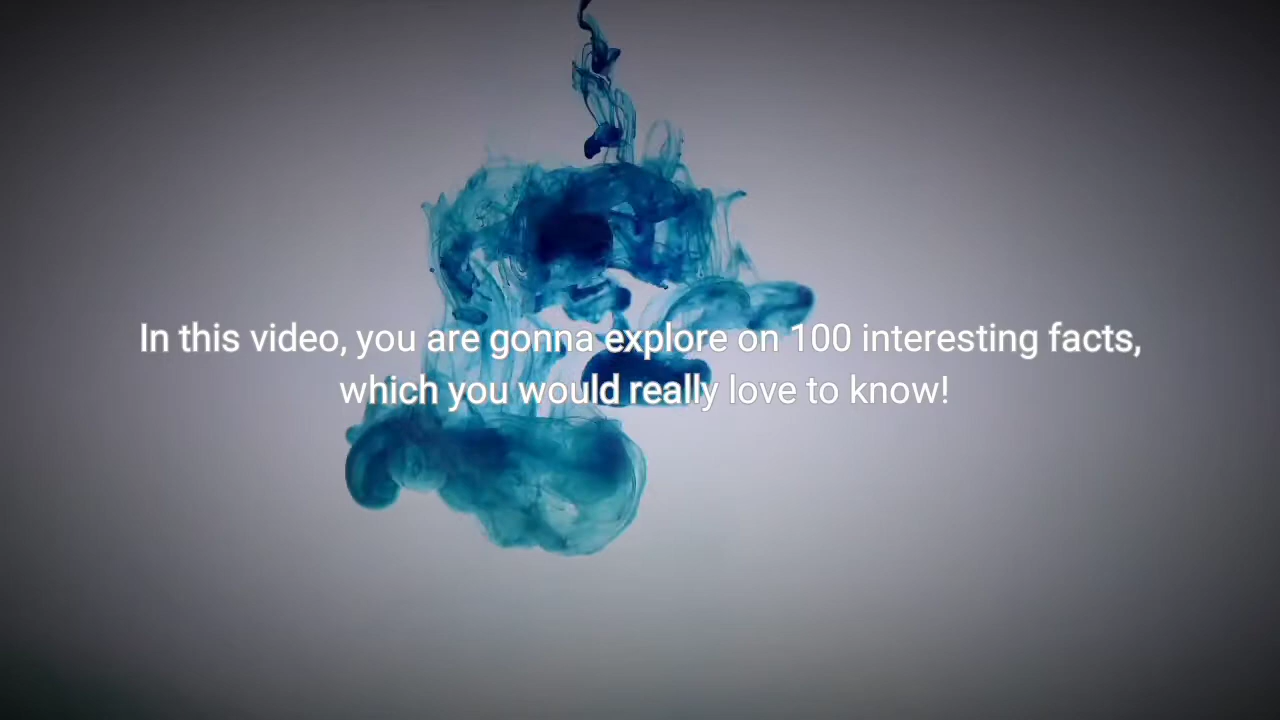 In this video, you are gonna explore on 100 interesting facts,
which you would really love to know!